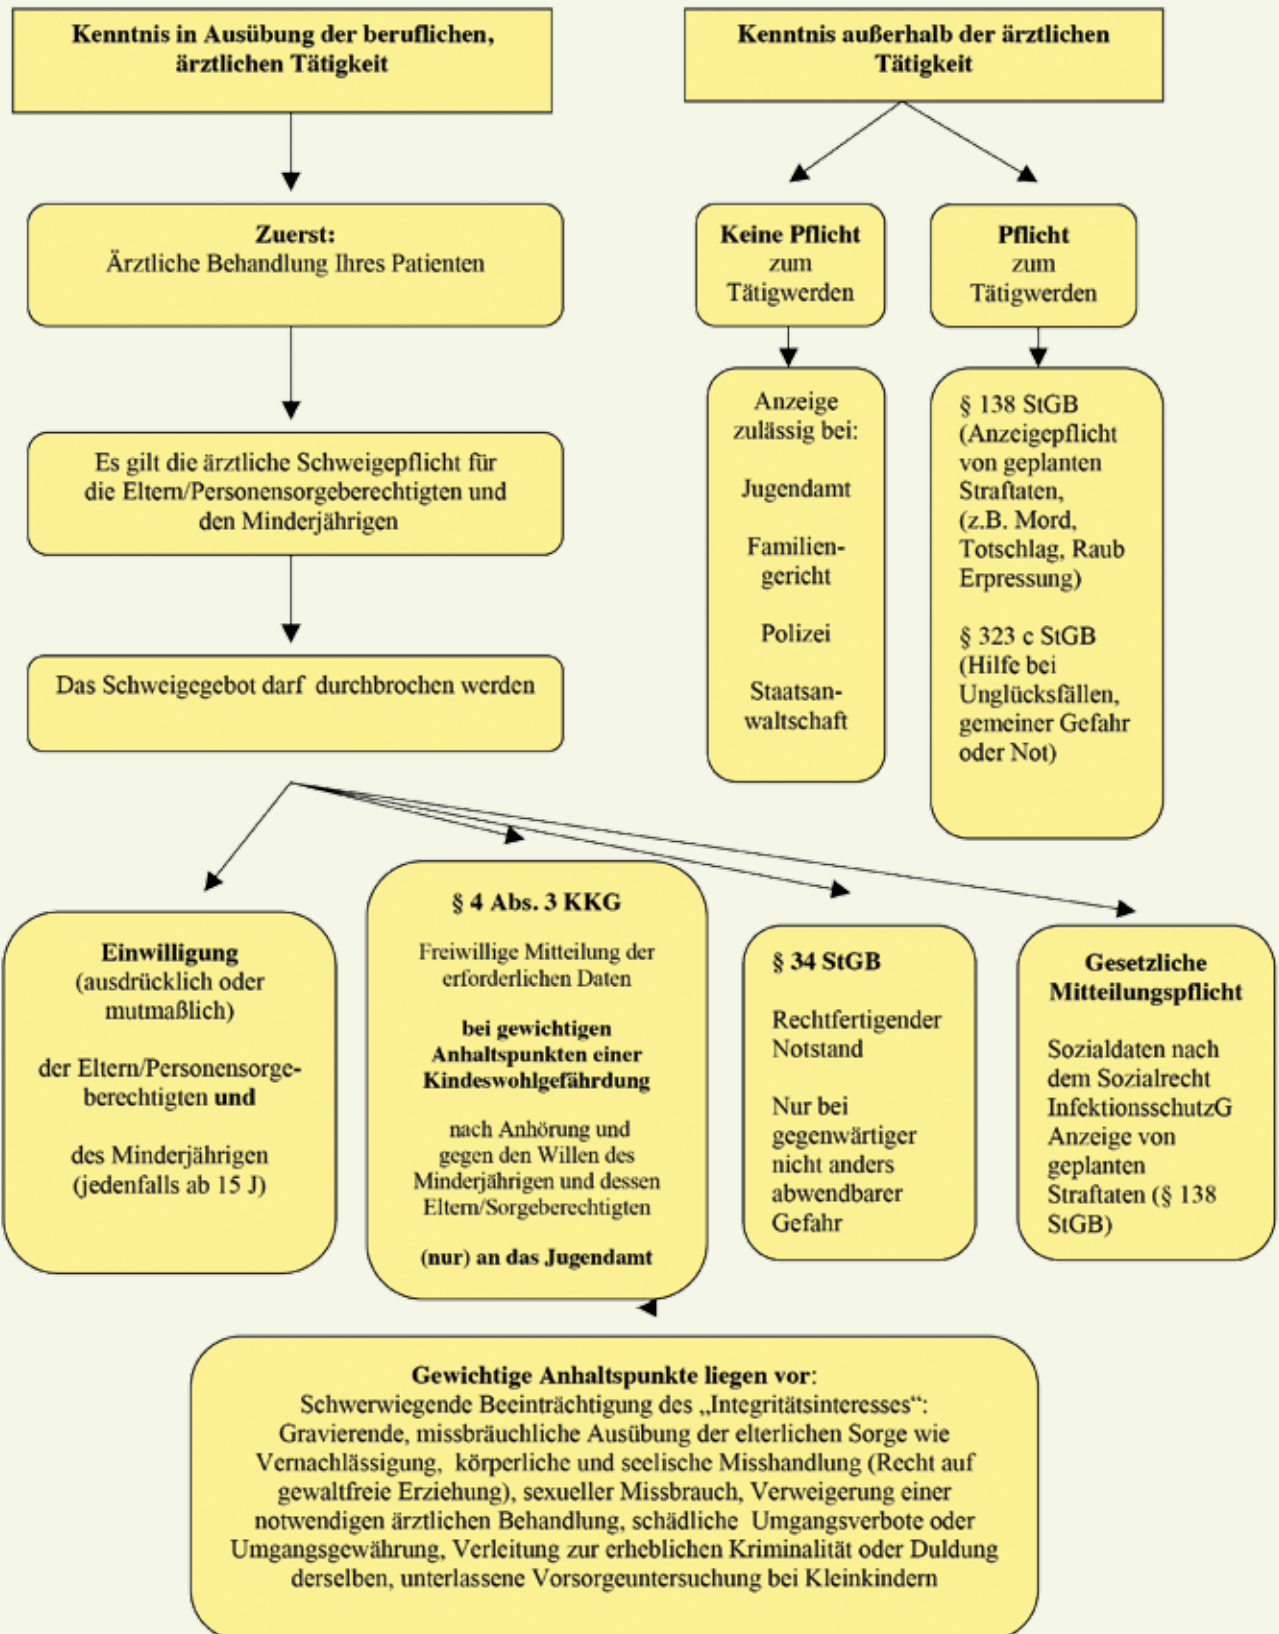 Kenntnis in Ausübung der beruflichen,
ärztlichen Tätigkeit
Kenntnis außerhalb der ärztlichen
Tätigkeit
Zuerst:
Ärztliche Behandlung Ihres Patienten
Keine Pflicht
zum
Tätigwerden
Pflicht
zum
Tätigwerden
Es gilt die ärztliche Schweigepflicht für
die Eltern/Personensorgeberechtigten und
den Minderjährigen
Anzeige
zulässig bei:
Jugendamt
Familien-
gericht
Polizei
Staatsan-
waltschaft
§ 138 StGB
(Anzeigepflicht
von geplanten
Straftaten,
(z.B. Mord,
Totschlag, Raub
Erpressung)
§ 323 c StGB
(Hilfe bei
Unglücksfällen,
gemeiner Gefahr
oder Not)
Das Schweigegebot darf durchbrochen werden
Einwilligung
(ausdrücklich oder
mutmaßlich)
der Eltern/Personensorge-
berechtigten und
des Minderjährigen
(jedenfalls ab 15 J)
§ 4 Abs. 3 KKG
Freiwillige Mitteilung der
erforderlichen Daten
bei gewichtigen
Anhaltspunkten einer
Kindeswohlgefährdung
nach Anhörung und
gegen den Willen des
Minderjährigen und dessen
Eltern/Sorgeberechtigten
(nur) an das Jugendamt
§ 34 StGB
Rechtfertigender
Notstand
Nur bei
gegenwärtiger
nicht anders
abwendbarer
Gefahr
Gesetzliche
Mitteilungspflicht
Sozialdaten nach
dem Sozialrecht
InfektionsschutzG
Anzeige von
geplanten
Straftaten (§ 138
StGB)
Gewichtige Anhaltspunkte liegen vor:
Schwerwiegende Beeinträchtigung des „Integritätsinteresses“:
Gravierende, missbräuchliche Ausübung der elterlichen Sorge wie
Vernachlässigung, körperliche und seelische Misshandlung (Recht auf
gewaltfreie Erziehung), sexueller Missbrauch, Verweigerung einer
notwendigen ärztlichen Behandlung, schädliche Umgangsverbote oder
Umgangsgewährung, Verleitung zur erheblichen Kriminalität oder Duldung
derselben, unterlassene Vorsorgeuntersuchung bei Kleinkindern